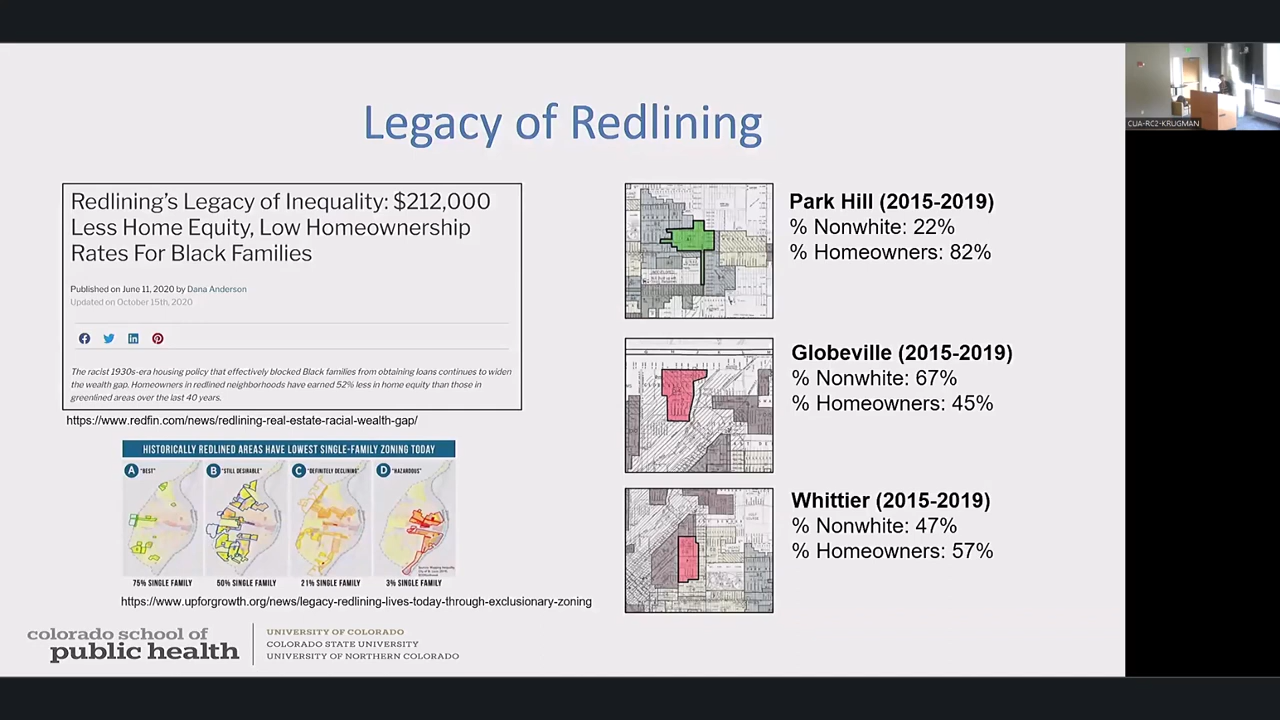 Legacy of Redlining
Redlining's Legacy of Inequality: $212,000
Less Home Equity, Low Homeownership
Rates For Black Families
Published on June 11, 2020 by Dana Anderson
Updated on October 15th, 2020
The racist 1930s-era housing policy that effectively blocked Black families from obtaining loans continues to widen
the wealth gap. Homeowners in redlined neighborhoods have earned 52% less in home equity than those in
greenlined areas over the last 40 years.
https://www.redfin.com/news/redlining-real-estate-racial-wealth-gap/
HISTORICALLY REDLINED AREAS HAVE LOWEST SINGLE-FAMILY ZONING TODAY
A "BEST"
B "STILL DESIRABLE"
C "DEFINITELY DECLINING"
D "HAZARDOUS"
75% SINGLE FAMILY
50% SINGLE FAMILY
21% SINGLE FAMILY
3% SINGLE FAMILY
https://www.upforgrowth.org/news/legacy-redlining-lives-today-through-exclusionary-zoning
Park Hill (2015-2019)
% Nonwhite: 22%
% Homeowners: 82%
Globeville (2015-2019)
% Nonwhite: 67%
% Homeowners: 45%
Whittier (2015-2019)
% Nonwhite: 47%
% Homeowners: 57%
colorado school of
public health
UNIVERSITY OF COLORADO
COLORADO STATE UNIVERSITY
UNIVERSITY OF NORTHERN COLORADO
CUA-RC2-KRUGMAN